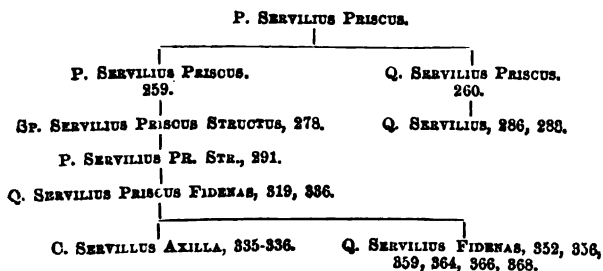 P. SERVILIUS PRISCUS.
P. SERVILIUS PRISCUS. Q. SERVILIUS PRISCUS.
259. 260.
SP. SERVILIUS PRISCUS STRUCTUS, 278. Q. SERVILIUS, 286, 288.
P. SERVILIUS PR. STR., 291.
Q. SERVILIUS PRISCUS FIDENAS, 319, 336.
C. SERVILLUS AXILLA, 335-336. Q. SERVILIUS FIDENAS, 352, 356,
359, 364, 366, 368.